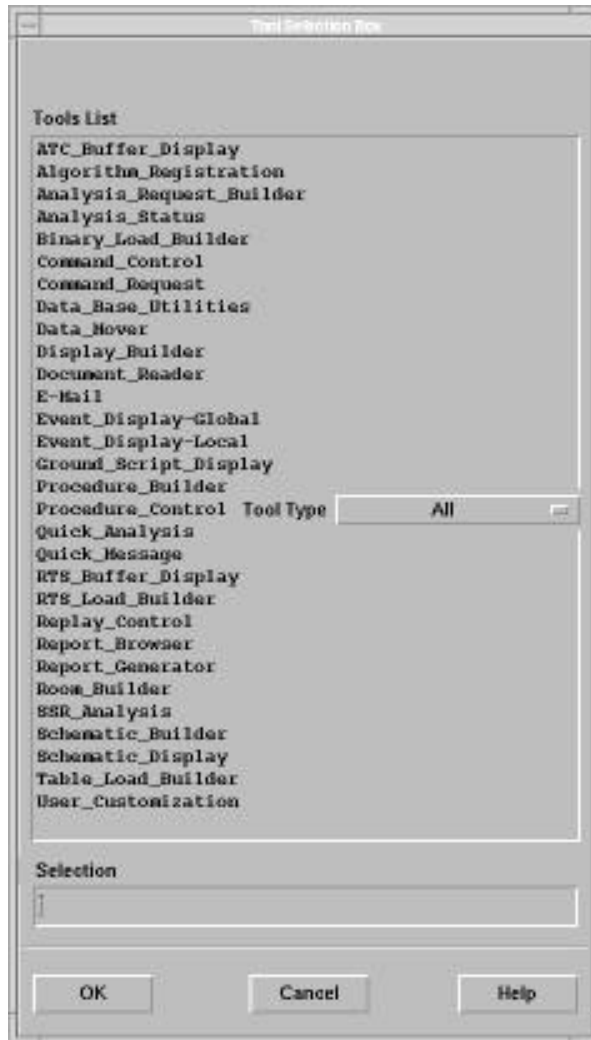 Tool Selection Box
Tools List
ATC_Buffer_Display
Algorithm_Registration
Analysis_Request_Builder
Analysis_Status
Binary_Load_Builder
Command_Control
Command_Request
Data_Base_Utilities
Data_Mover
Display_Builder
Document_Reader
E-Mail
Event_Display-Global
Event_Display-Local
Ground_Script_Display
Procedure_Builder
Procedure_Control Tool Type All
Quick_Analysis
Quick_Message
RTS_Buffer_Display
RTS_Load_Builder
Replay_Control
Report_Browser
Report_Generator
Room_Builder
SSR_Analysis
Schematic_Builder
Schematic_Display
Table_Load_Builder
User_Customization
Selection
OK Cancel Help